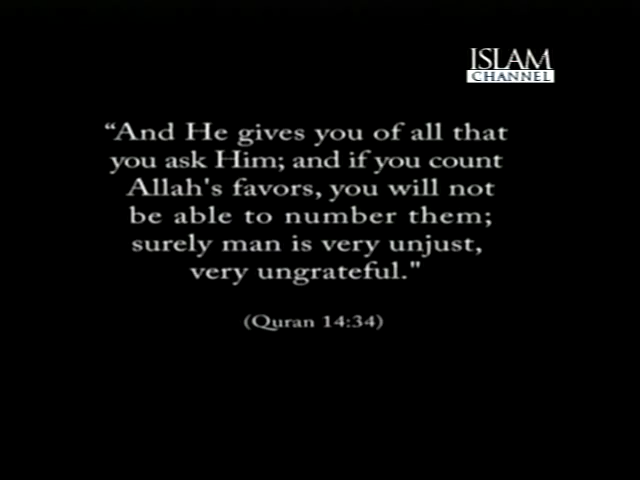 ISLAM
CHANNEL
“And He gives you of all that
you ask Him; and if you count
Allah's favors, you will not
be able to number them;
surely man is very unjust,
very ungrateful."
(Quran 14:34)